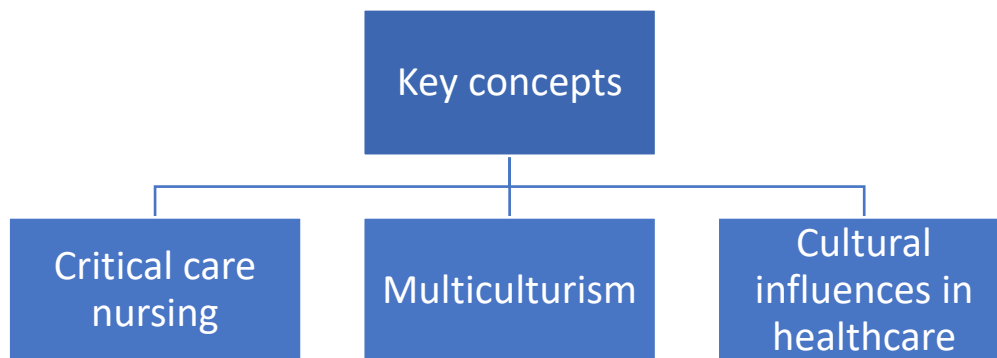 Key concepts
Critical care
nursing
Multiculturism
Cultural
influences in
healthcare